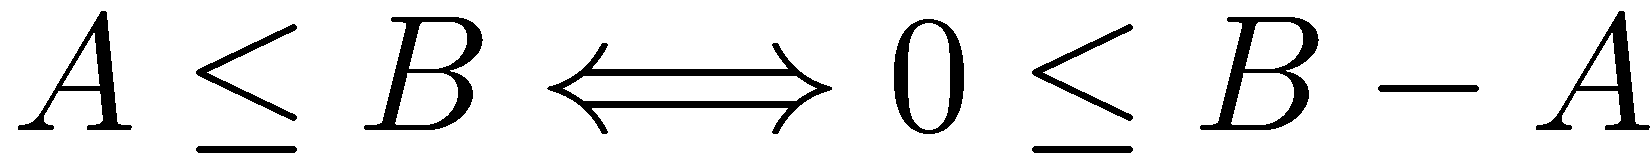 A ≤ B ⟺ 0 ≤ B − A